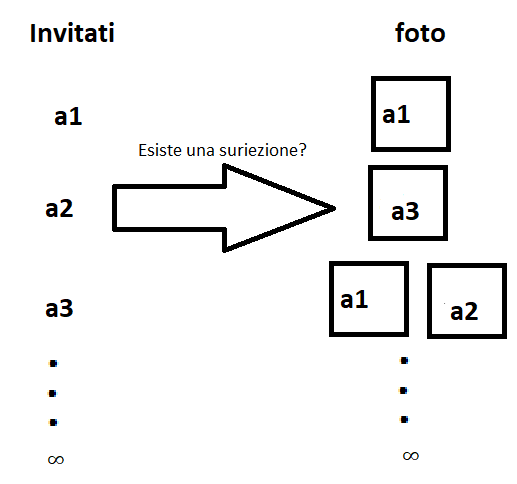 Invitati foto
a1 a1
Esiste una suriezione?
a2 a3
a3 a1 a2
∞ ∞